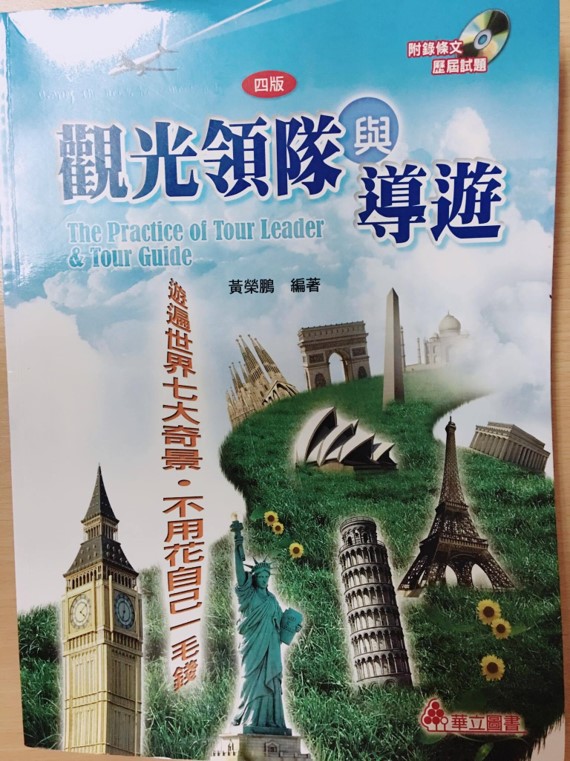 附錄條文
歷屆試題
四版
觀光領隊與
導遊
The Practice of Tour Leader
& Tour Guide
黃榮鵬 編著
遊遍世界七大奇景・不用花自己一毛錢
華立圖書